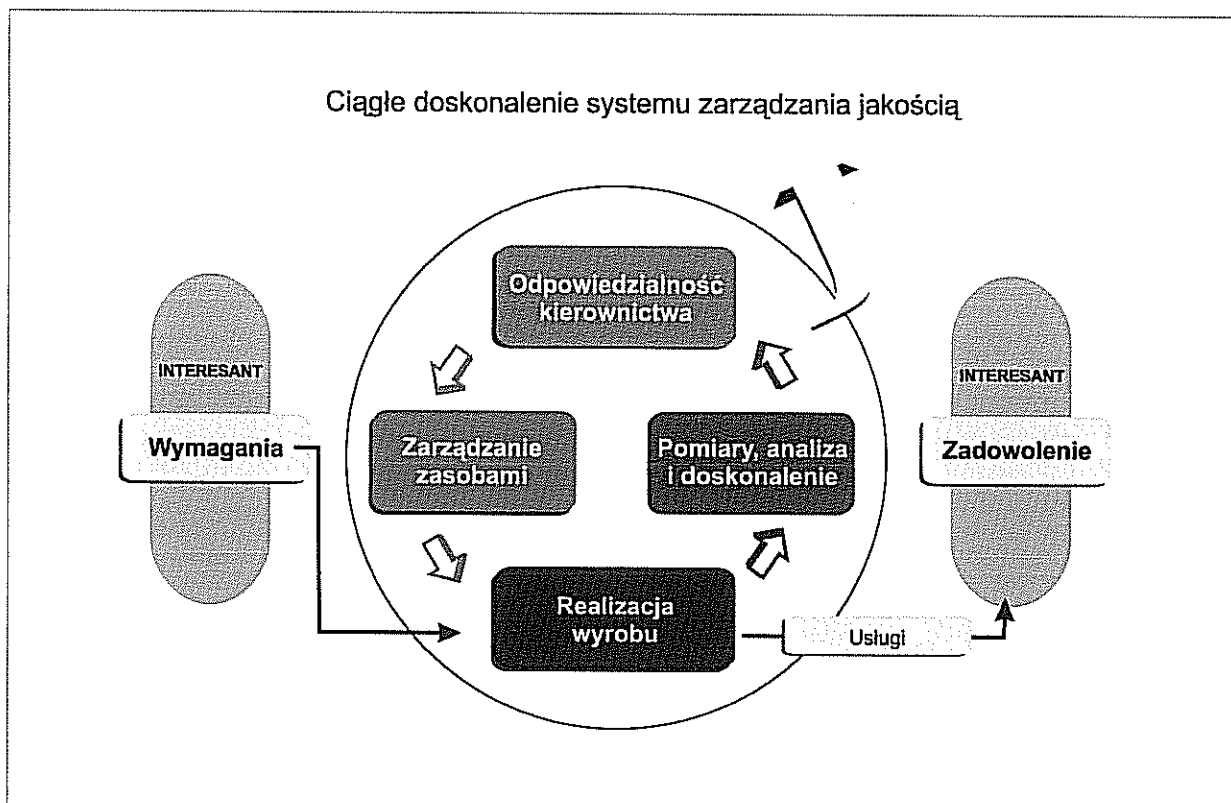 Ciągłe doskonalenie systemu zarządzania jakością
Odpowiedzialność
kierownictwa
INTERESANT
INTERESANT
Wymagania
Zarządzanie
zasobami
Pomiary, analiza
i doskonalenie
Zadowolenie
Realizacja
wyrobu
Usługi